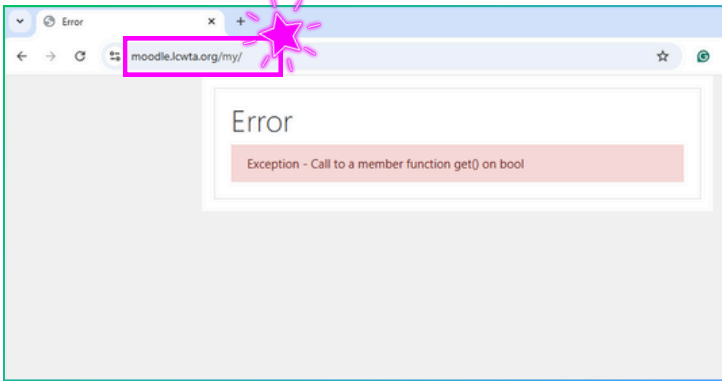 Error
moodle.lcwta.org/my/
Error
Exception - Call to a member function get() on bool